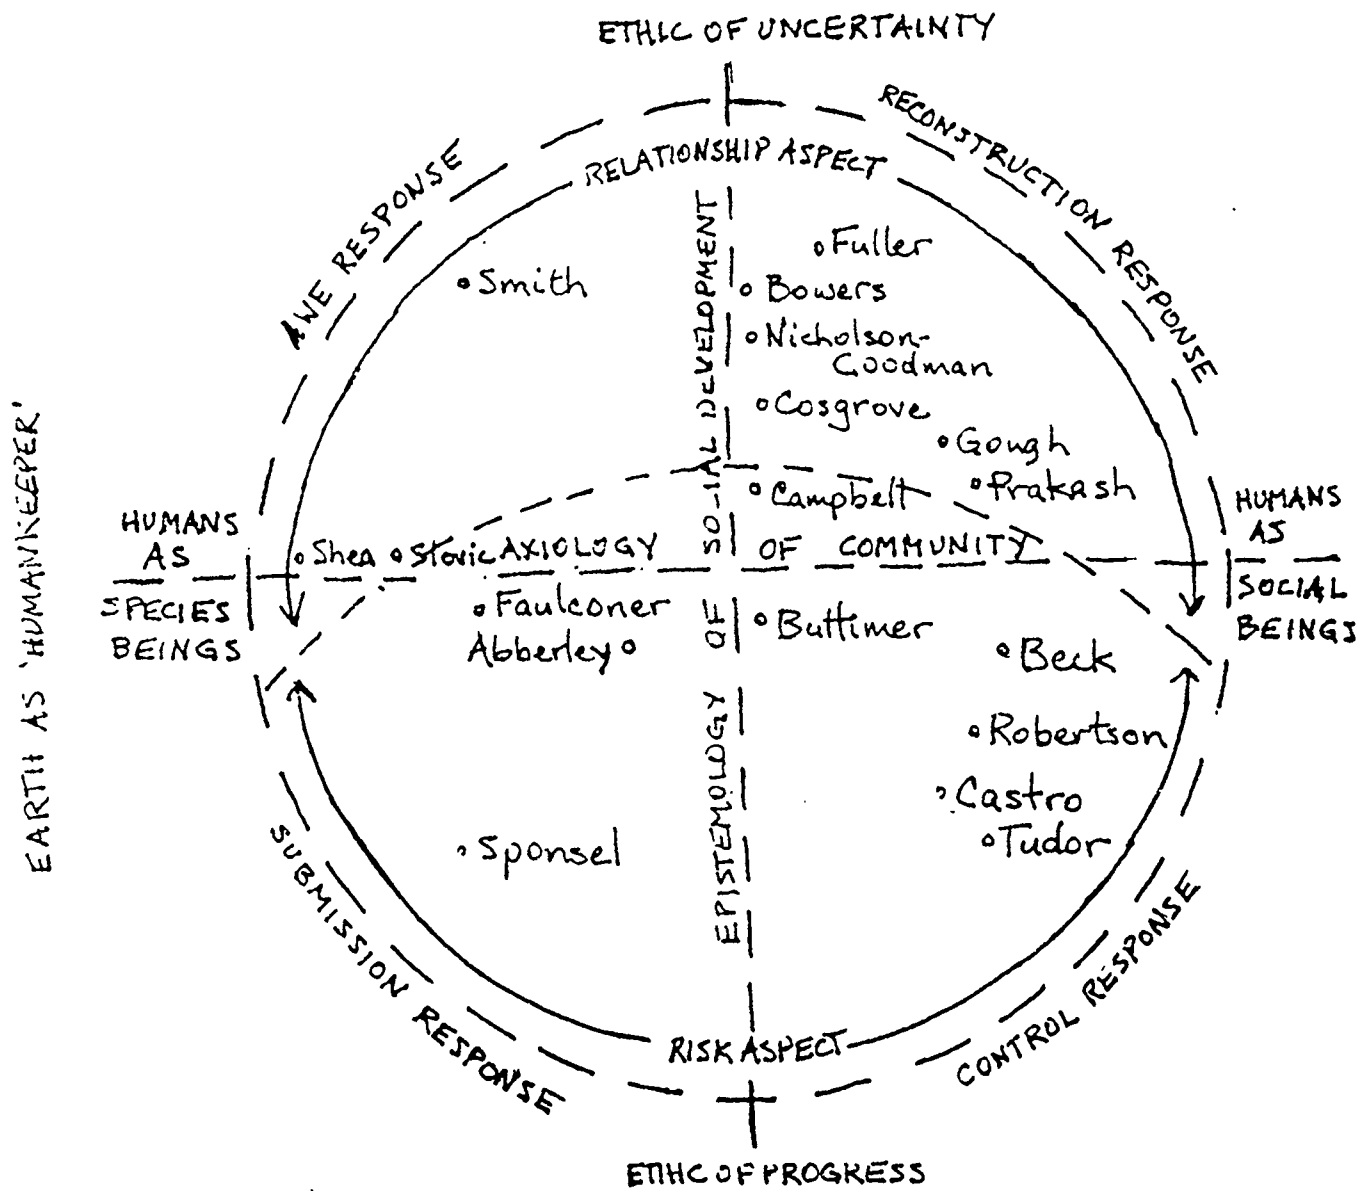 ETHIC OF UNCERTAINTY
RECONSTRUCTION RESPONSE
AWE RESPONSE
RELATIONSHIP ASPECT
Fuller
Smith
Bowers
Nicholson-
Goodman
Cosgrove
Gough
Prakash
Campbell
EARTH AS 'HUMANKEEPER'
HUMANS
AS
SPECIES
BEINGS
HUMANS
AS
SOCIAL
BEINGS
Shea
AXIOLOGY OF COMMUNITY
Faulconer
Abberley
Buttimer
Beck
EPISTEMOLOGY OF SO-IAL DEVELOPMENT
Robertson
Castro
Tudor
Sponsel
SUBMISSION RESPONSE
RISK ASPECT
CONTROL RESPONSE
ETHIC OF PROGRESS